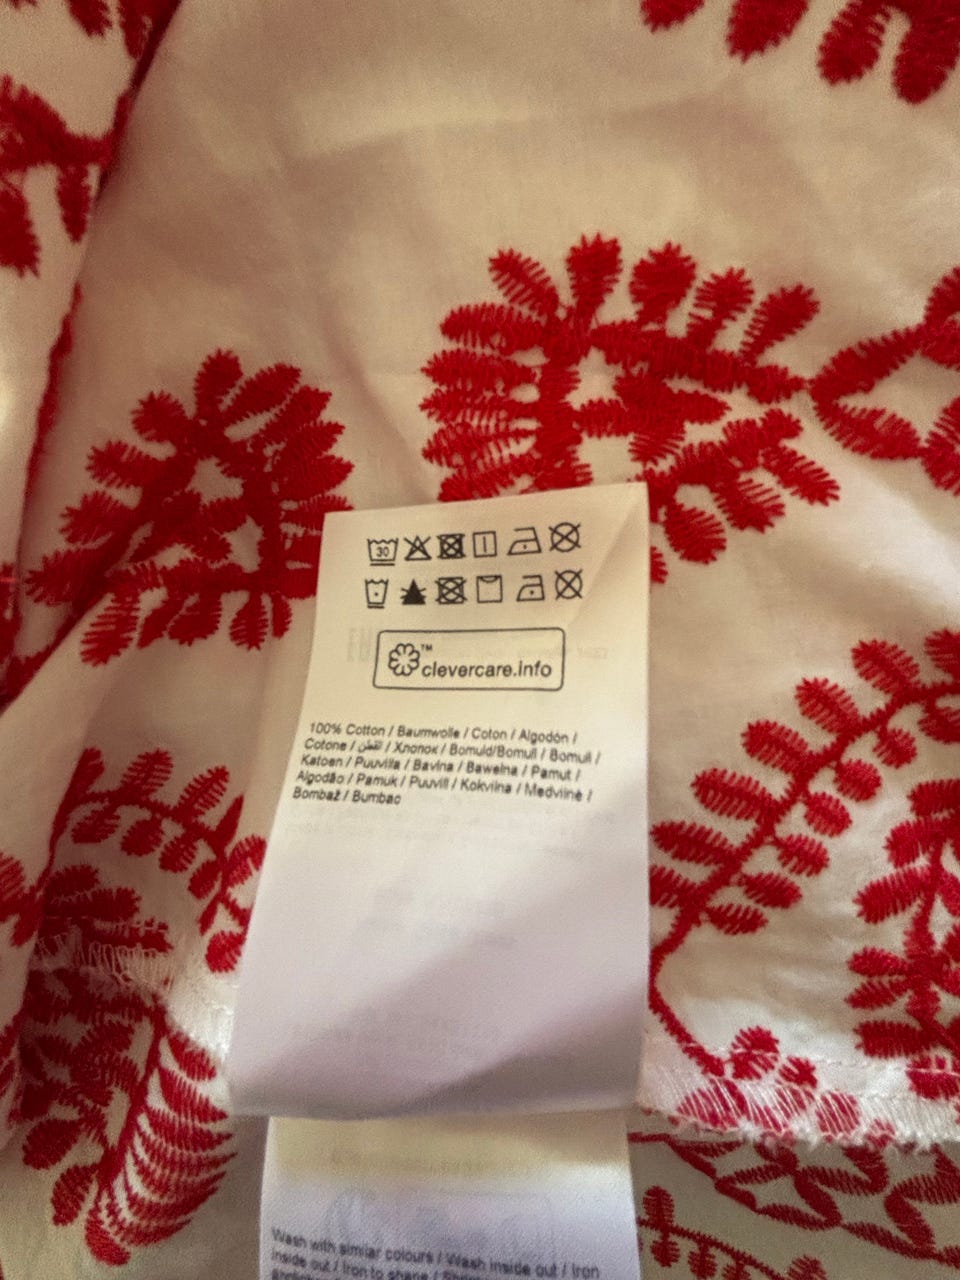 30
™
clevercare.info
100% Cotton / Baumwolle / Coton / Algodón /
Cotone / قطن / Хлопок / Bomuld/Bomull / Bomull /
Katoen / Puuvilla / Bavlna / Bawełna / Pamut /
Algodão / Pamuk / Puuvill / Kokvilna / Medvilnė /
Bombaž / Bumbac
Wash with similar colours / Wash inside out / Iron
inside out / Iron to shape /